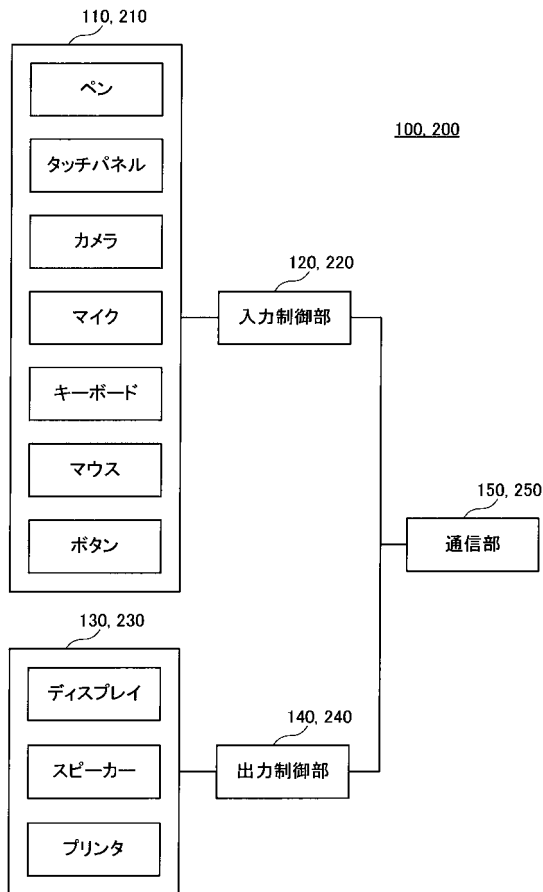 110, 210
ペン
タッチパネル
カメラ
マイク
キーボード
マウス
ボタン
100, 200
120, 220
入力制御部
150, 250
通信部
130, 230
ディスプレイ
スピーカー
プリンタ
140, 240
出力制御部